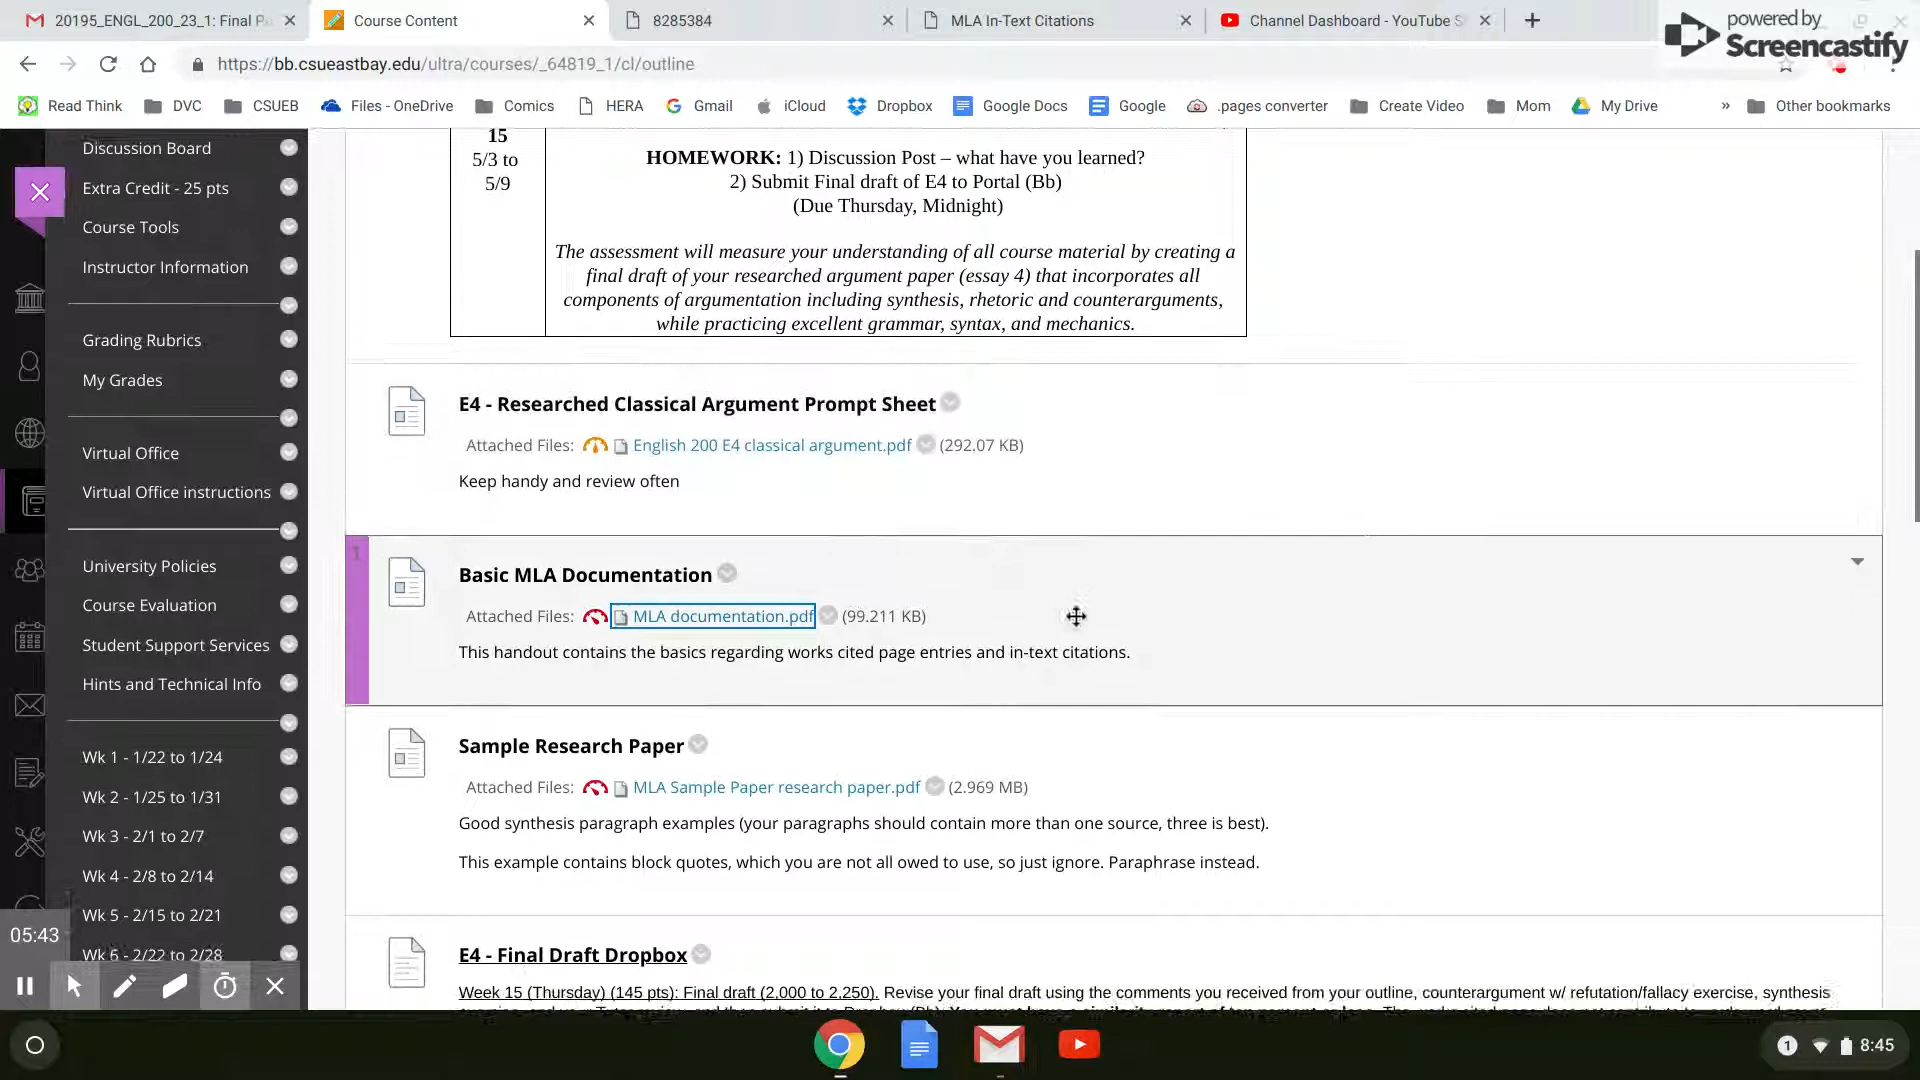 20195_ENGL_200_23_1: Final Pa
Course Content
8285384
MLA In-Text Citations
Channel Dashboard - YouTube S
powered by
Screencastify
https://bb.csueastbay.edu/ultra/courses/_64819_1/cl/outline
Read Think
DVC
CSUEB
Files - OneDrive
Comics
HERA
Gmail
iCloud
Dropbox
Google Docs
Google
.pages converter
Create Video
Mom
My Drive
»
Other bookmarks
Discussion Board
Extra Credit - 25 pts
Course Tools
Instructor Information
Grading Rubrics
My Grades
Virtual Office
Virtual Office instructions
University Policies
Course Evaluation
Student Support Services
Hints and Technical Info
Wk 1 - 1/22 to 1/24
Wk 2 - 1/25 to 1/31
Wk 3 - 2/1 to 2/7
Wk 4 - 2/8 to 2/14
Wk 5 - 2/15 to 2/21
Wk 6 - 2/22 to 2/28
05:43
15
5/3 to
5/9
HOMEWORK: 1) Discussion Post – what have you learned?
2) Submit Final draft of E4 to Portal (Bb)
(Due Thursday, Midnight)
The assessment will measure your understanding of all course material by creating a
final draft of your researched argument paper (essay 4) that incorporates all
components of argumentation including synthesis, rhetoric and counterarguments,
while practicing excellent grammar, syntax, and mechanics.
E4 - Researched Classical Argument Prompt Sheet
Attached Files: English 200 E4 classical argument.pdf (292.07 KB)
Keep handy and review often
1
Basic MLA Documentation
Attached Files: MLA documentation.pdf (99.211 KB)
This handout contains the basics regarding works cited page entries and in-text citations.
Sample Research Paper
Attached Files: MLA Sample Paper research paper.pdf (2.969 MB)
Good synthesis paragraph examples (your paragraphs should contain more than one source, three is best).
This example contains block quotes, which you are not all owed to use, so just ignore. Paraphrase instead.
E4 - Final Draft Dropbox
Week 15 (Thursday) (145 pts): Final draft (2,000 to 2,250). Revise your final draft using the comments you received from your outline, counterargument w/ refutation/fallacy exercise, synthesis
1
8:45